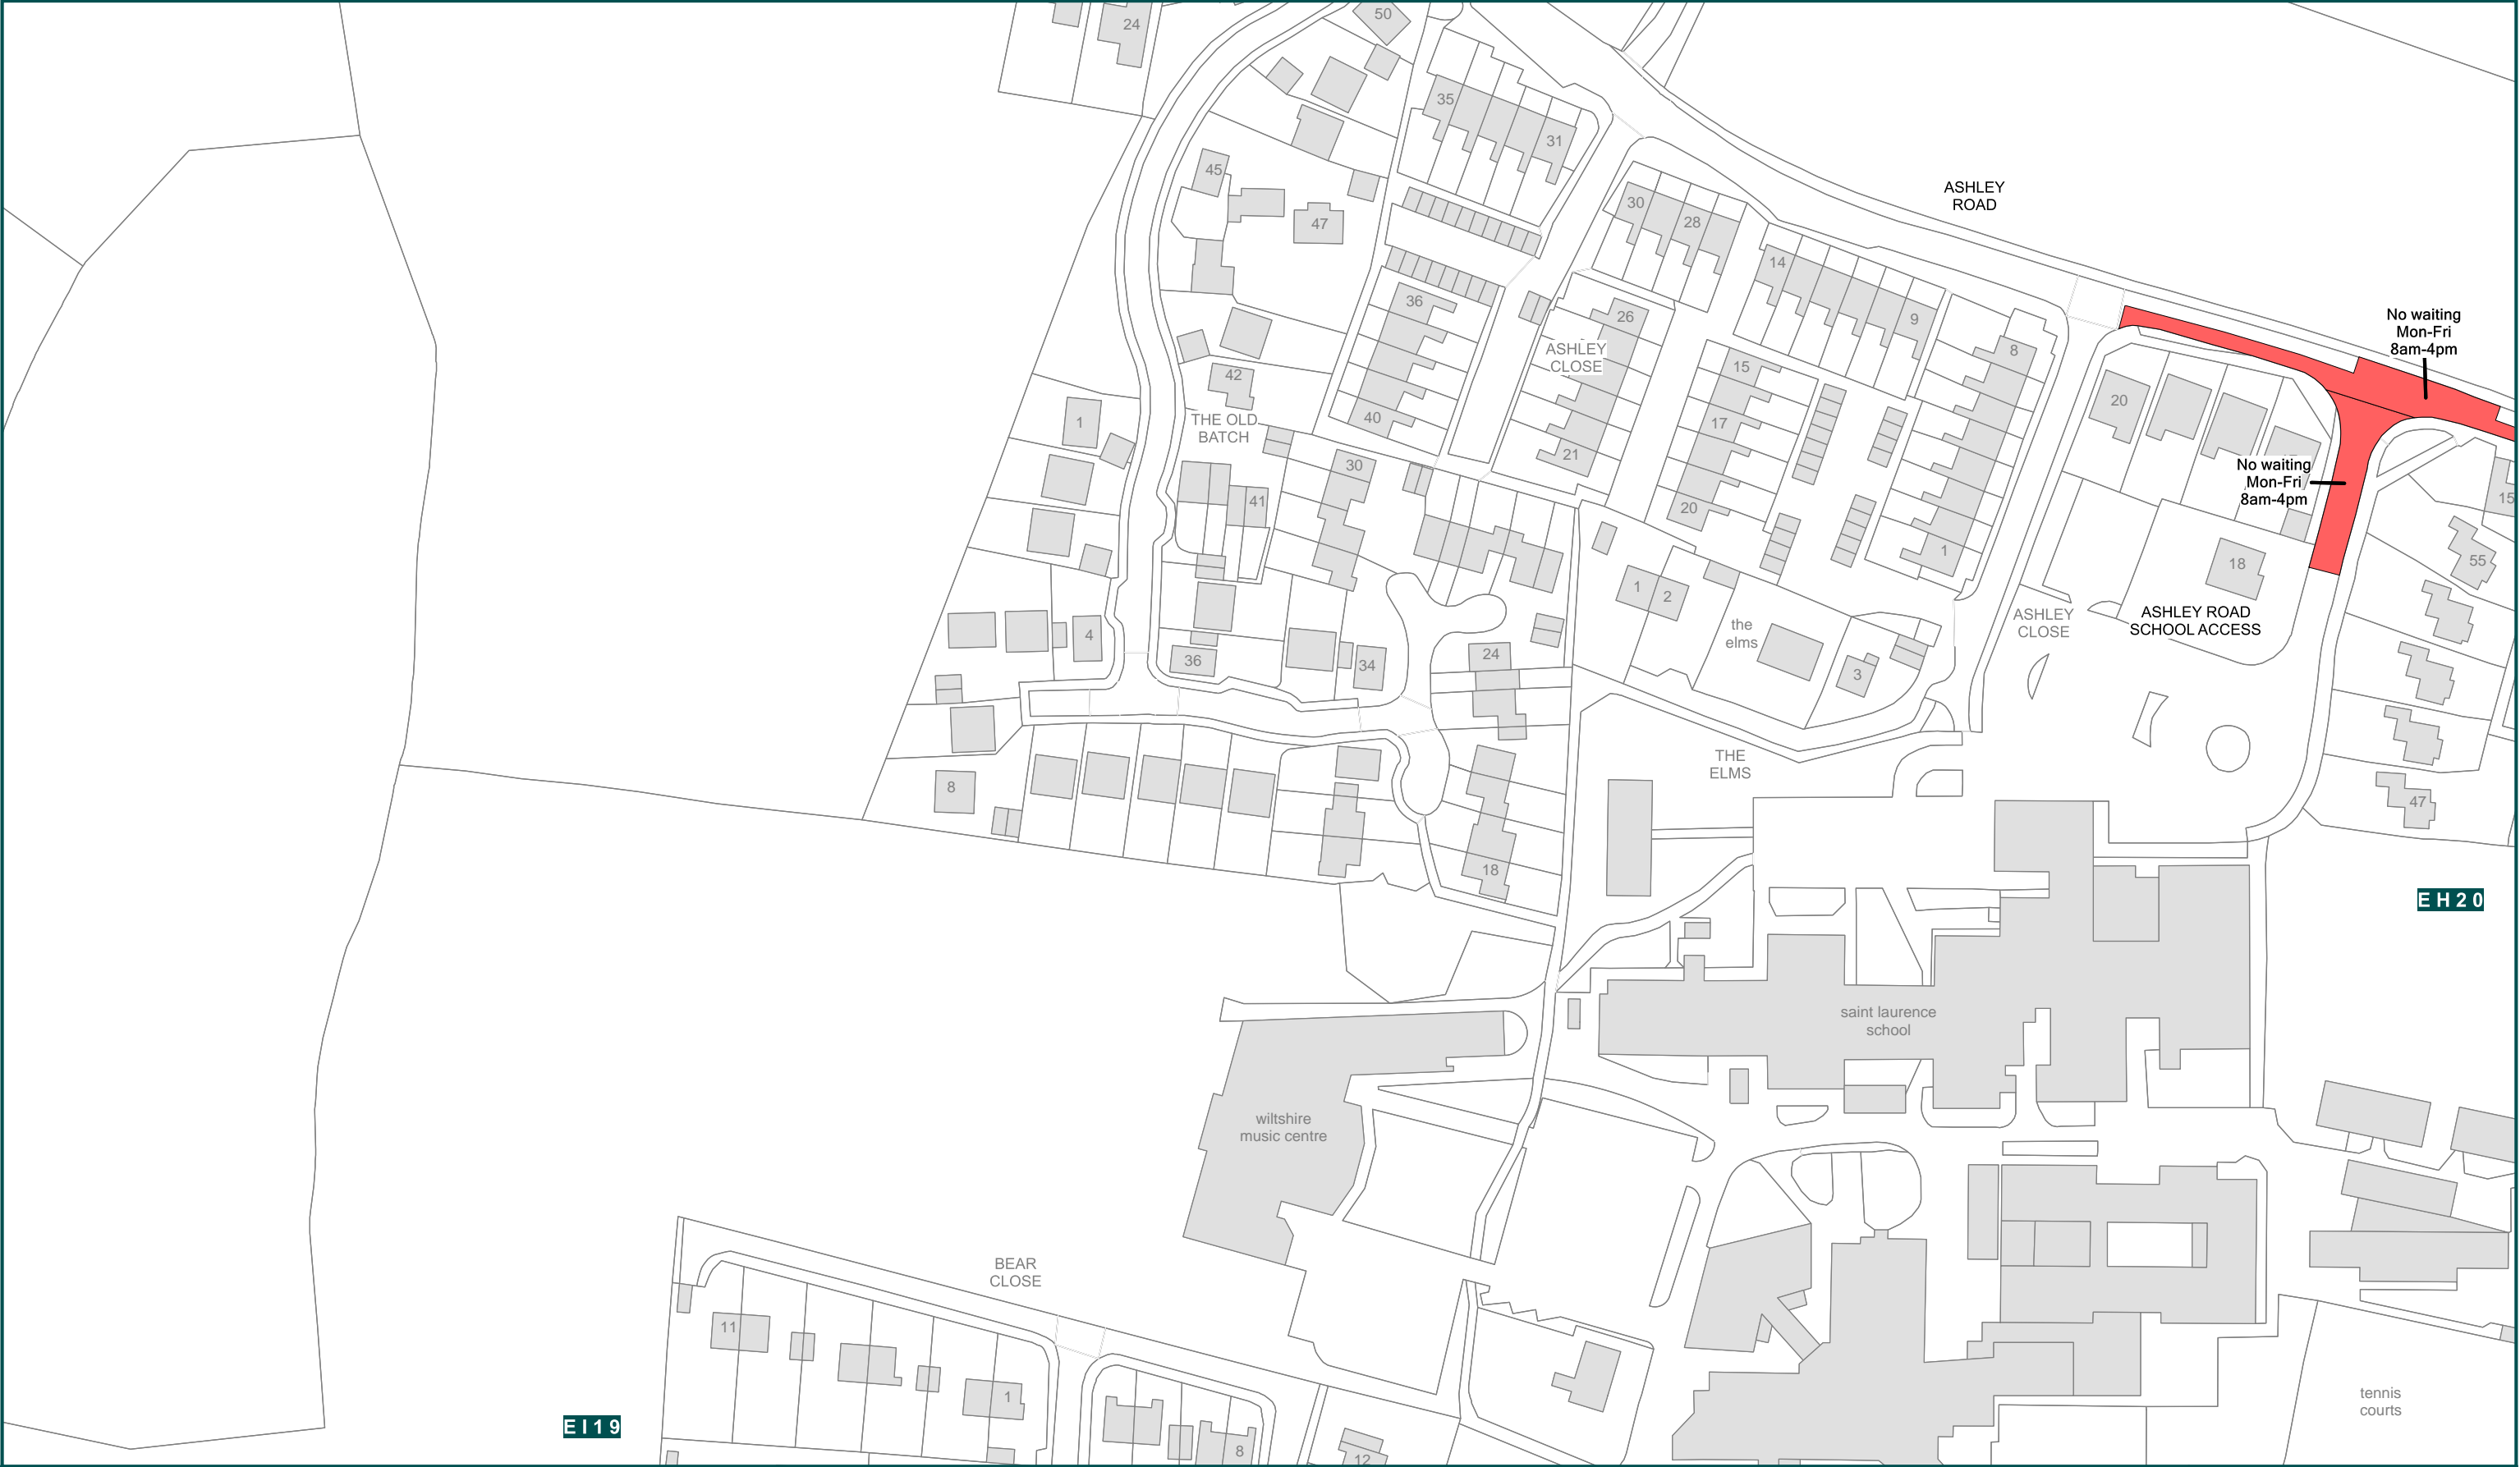 24
50
35
31
45
47
30
28
ASHLEY
ROAD
14
36
26
9
8
No waiting
Mon-Fri
8am-4pm
ASHLEY
CLOSE
15
42
1
THE OLD
BATCH
40
17
21
20
30
41
20
No waiting
Mon-Fri
8am-4pm
15
1
55
18
1
2
4
36
34
24
the
elms
3
ASHLEY
CLOSE
ASHLEY ROAD
SCHOOL ACCESS
THE
ELMS
8
18
47
EH20
saint laurence
school
wiltshire
music centre
BEAR
CLOSE
11
1
8
12
EI19
tennis
courts